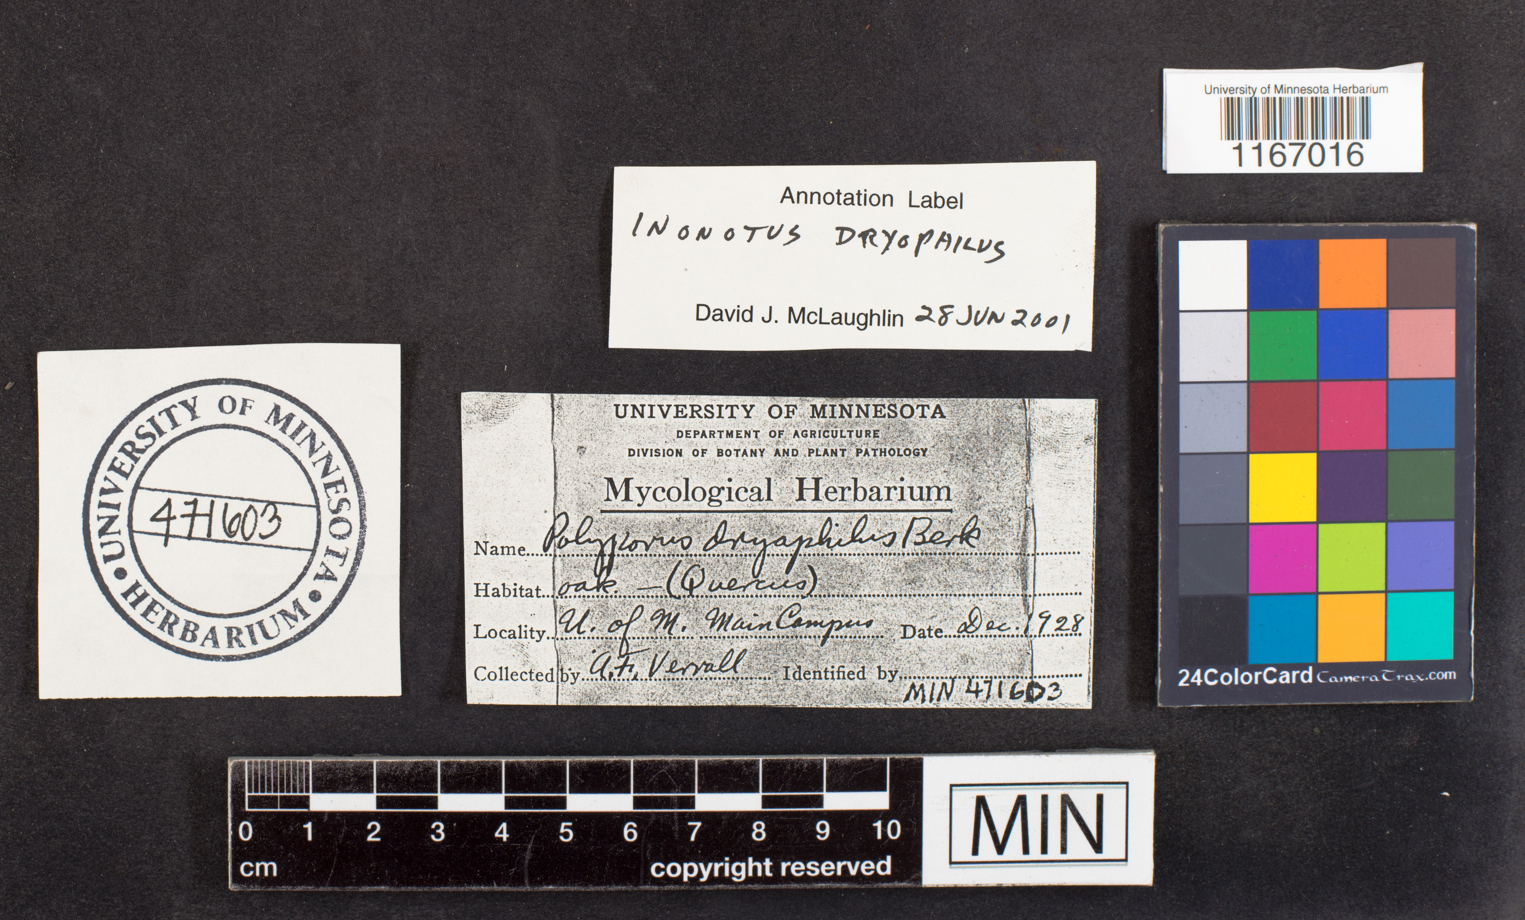 University of Minnesota Herbarium
1167016
Annotation Label
INONOTUS DRYOPHILUS
David J. McLaughlin 28 JUN 2001
UNIVERSITY OF MINNESOTA
HERBARIUM
471603
UNIVERSITY OF MINNESOTA
DEPARTMENT OF AGRICULTURE
DIVISION OF BOTANY AND PLANT PATHOLOGY
Mycological Herbarium
Name Polyporus dryaphilus Berk
Habitat oak - (Quercus)
Locality U. of M. Main Campus Date Dec. 1928
Collected by A.F. Verrall Identified by
MIN 471603
24ColorCard CameraTrax.com
0 1 2 3 4 5 6 7 8 9 10
cm copyright reserved
MIN